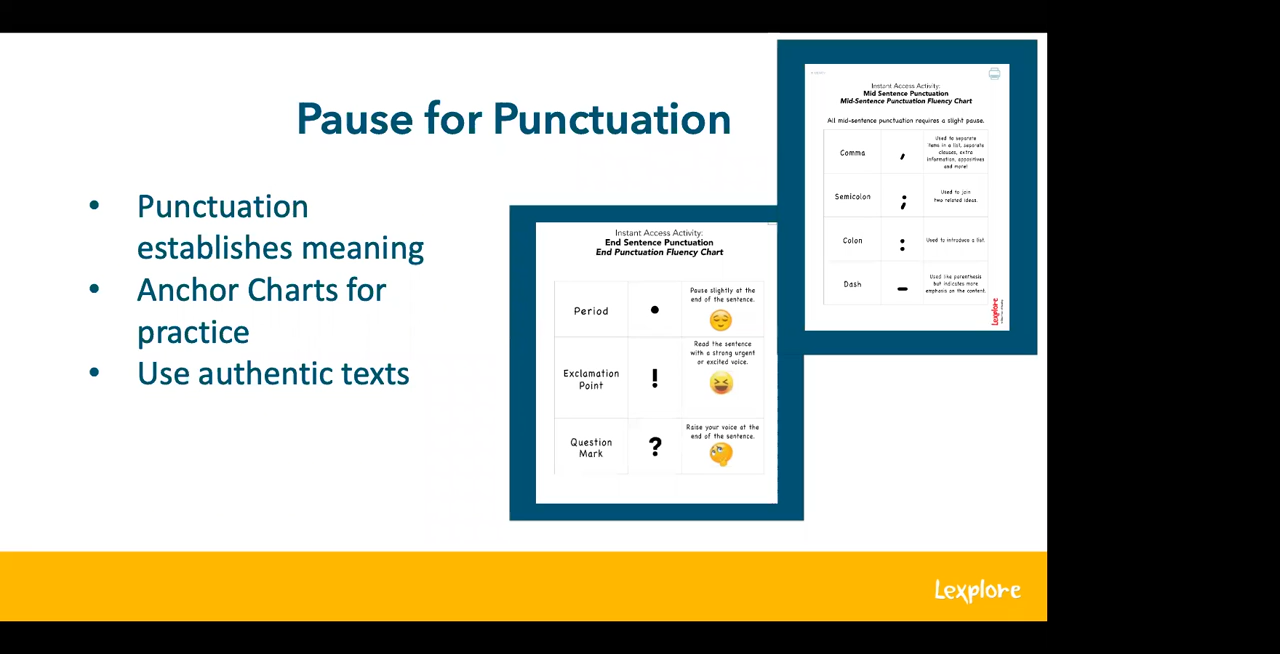 Pause for Punctuation
• Punctuation
establishes meaning
• Anchor Charts for
practice
• Use authentic texts
Instant Access Activity:
End Sentence Punctuation
End Punctuation Fluency Chart
Period
•
Pause slightly at the
end of the sentence.
Exclamation
Point
!
Read the sentence
with a strong urgent
or excited voice.
Question
Mark
?
Raise your voice at the
end of the sentence.
Instant Access Activity:
Mid Sentence Punctuation
Mid-Sentence Punctuation Fluency Chart
All mid-sentence punctuation requires a slight pause.
Comma
,
Used to separate
items in a list, separate
clauses, extra
information, appositives
and more!
Semicolon
;
Used to join
two related ideas.
Colon
:
Used to introduce a list.
Dash
-
Used like parenthesis
but indicates more
emphasis on the content.
Lexplore
Lexplore